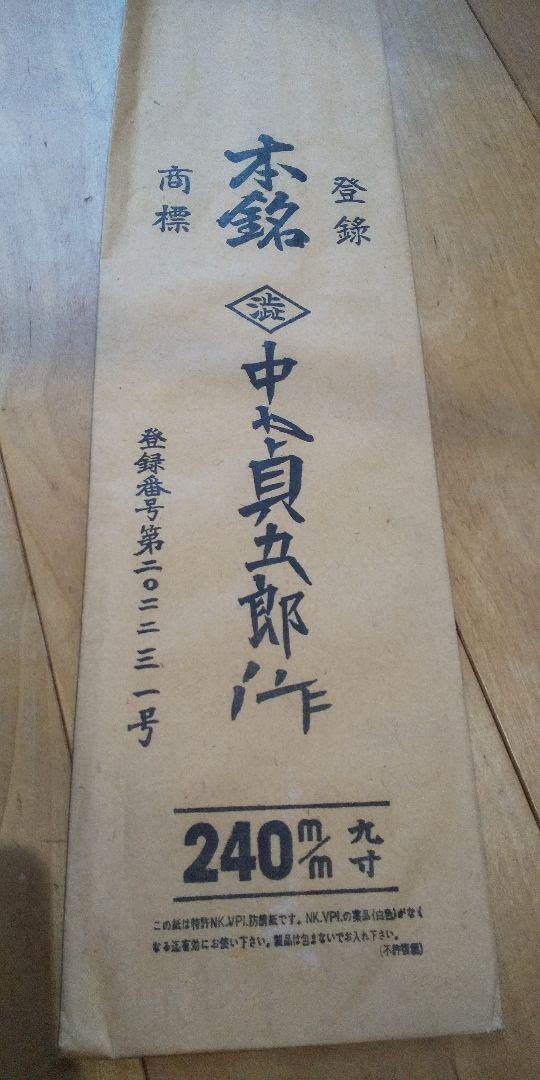 登錄
本銘
商標
澁
中屋貞五郎作
登録番号第二〇二二三一号
240m/m 九寸
この紙は特許NK.VPI.防錆紙です。NK.VPI.の薬品(白色)がなく
なる迄有効にお使い下さい。製品は包まないでお入れ下さい。
(不許複製)